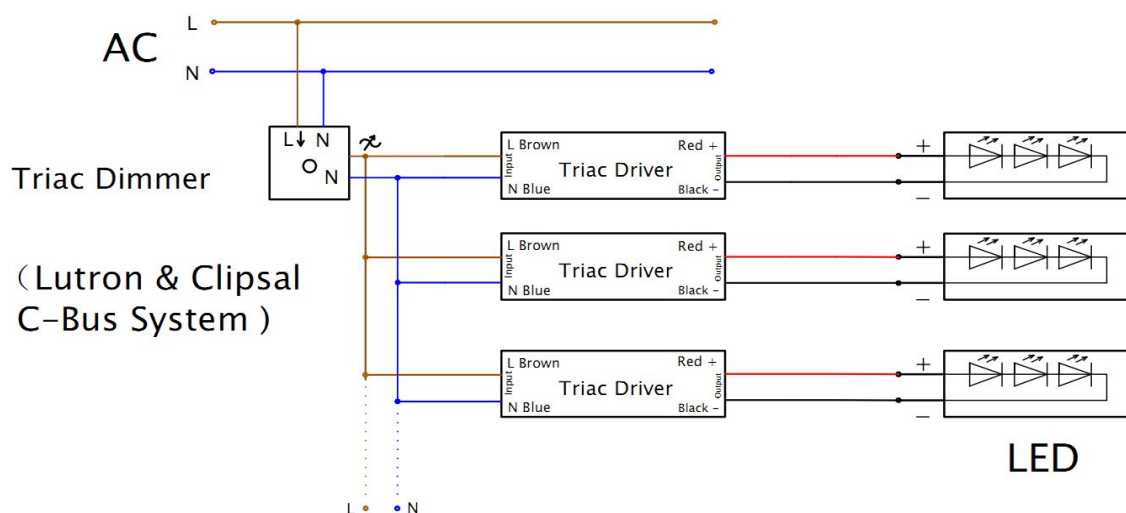 L
AC
N
L N
N
Triac Dimmer
(Lutron & Clipsal
C-Bus System )
L Brown
Input
N Blue
Triac Driver
Red +
Output
Black -
+
-
L Brown
Input
N Blue
Triac Driver
Red +
Output
Black -
+
-
L Brown
Input
N Blue
Triac Driver
Red +
Output
Black -
+
-
LED
L
N